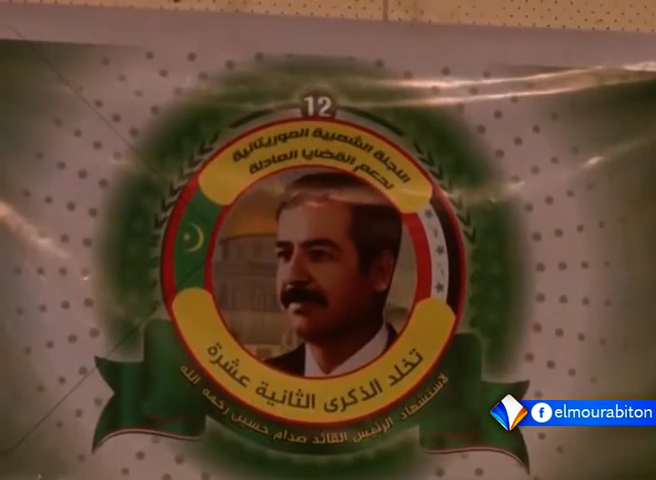 12
اللجنة الشعبية الموريتانية
لدعم القضايا العادلة
تخلد الذكرى الثانية عشرة
لاستشهاد الرئيس القائد صدام حسين رحمه الله
elmourabiton